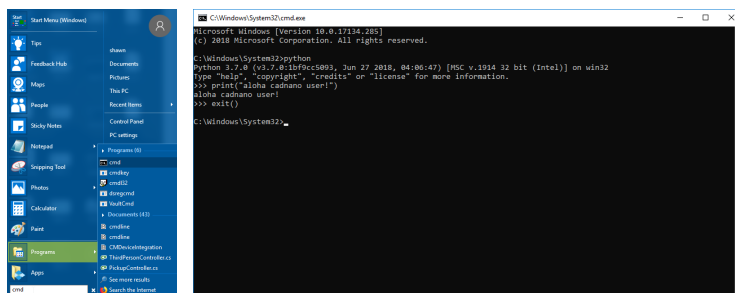 Start Menu (Windows)
Tips
Feedback Hub
Maps
People
Sticky Notes
Notepad
Snipping Tool
Photos
Calculator
Paint
Programs
Apps
cmd
shawn
Documents
Pictures
This PC
Recent Items
Control Panel
PC settings
Programs (6)
cmd
cmdkey
cmdl32
dsregcmd
VaultCmd
Documents (43)
cmdline
cmdline
CMDeviceIntegration
ThirdPersonController.cs
PickupController.cs
See more results
Search the Internet
C:\Windows\System32\cmd.exe
Microsoft Windows [Version 10.0.17134.285]
(c) 2018 Microsoft Corporation. All rights reserved.
C:\Windows\System32>python
Python 3.7.0 (v3.7.0:1bf9cc5093, Jun 27 2018, 04:06:47) [MSC v.1914 32 bit (Intel)] on win32
Type "help", "copyright", "credits" or "license" for more information.
>>> print("aloha cadnano user!")
aloha cadnano user!
>>> exit()
C:\Windows\System32>